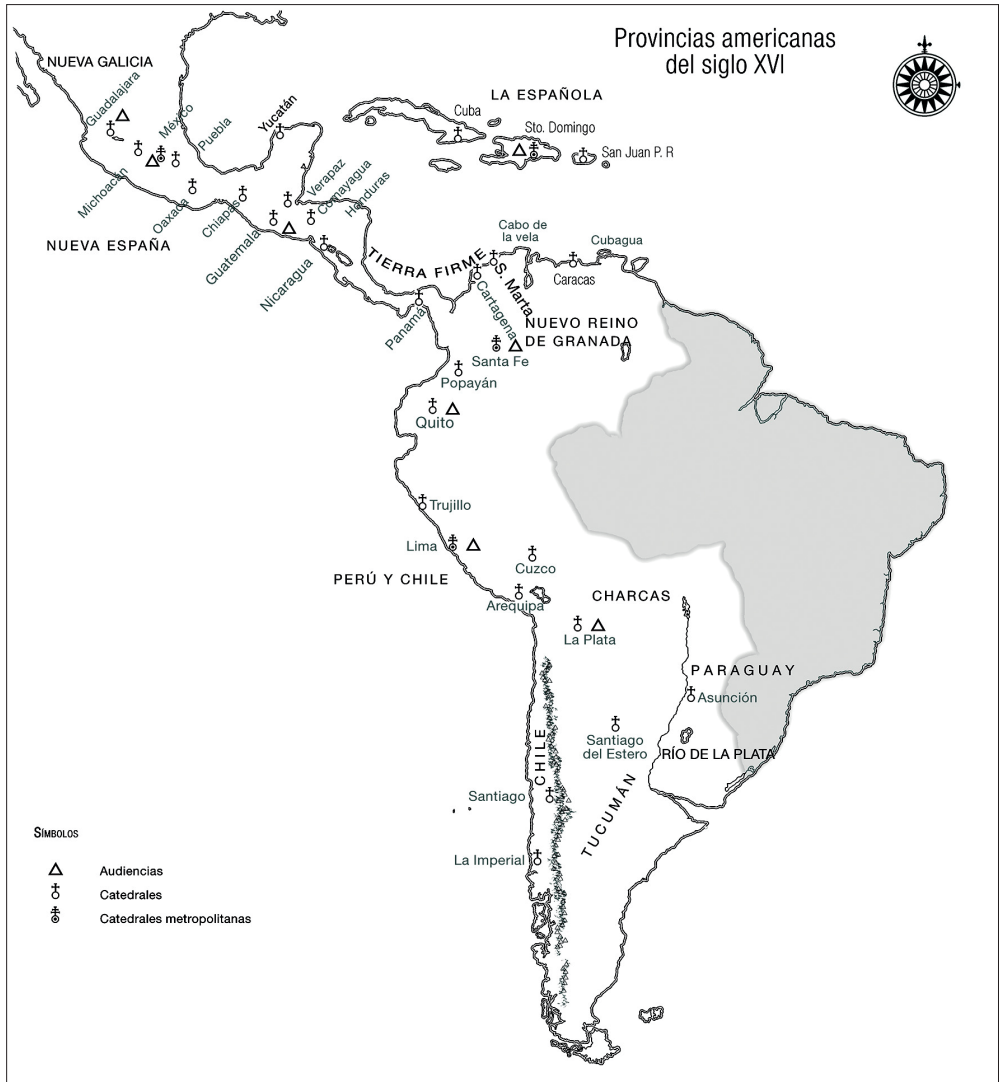 Provincias americanas
del siglo XVI
NUEVA GALICIA
Guadalajara
México
Puebla
Yucatán
Michoacán
Oaxaca
Chiapas
Verapaz
Comayagua
Honduras
Guatemala
Nicaragua
NUEVA ESPAÑA
LA ESPAÑOLA
Cuba
Sto. Domingo
San Juan P. R
TIERRA FIRME
Cabo de
la vela
Cubagua
Caracas
S. Marta
Cartagena
Panamá
NUEVO REINO
DE GRANADA
Santa Fe
Popayán
Quito
Trujillo
Lima
Cuzco
PERÚ Y CHILE
Arequipa
CHARCAS
La Plata
PARAGUAY
Asunción
Santiago
del Estero
RÍO DE LA PLATA
CHILE
TUCUMÁN
Santiago
La Imperial
SÍMBOLOS
Audiencias
Catedrales
Catedrales metropolitanas